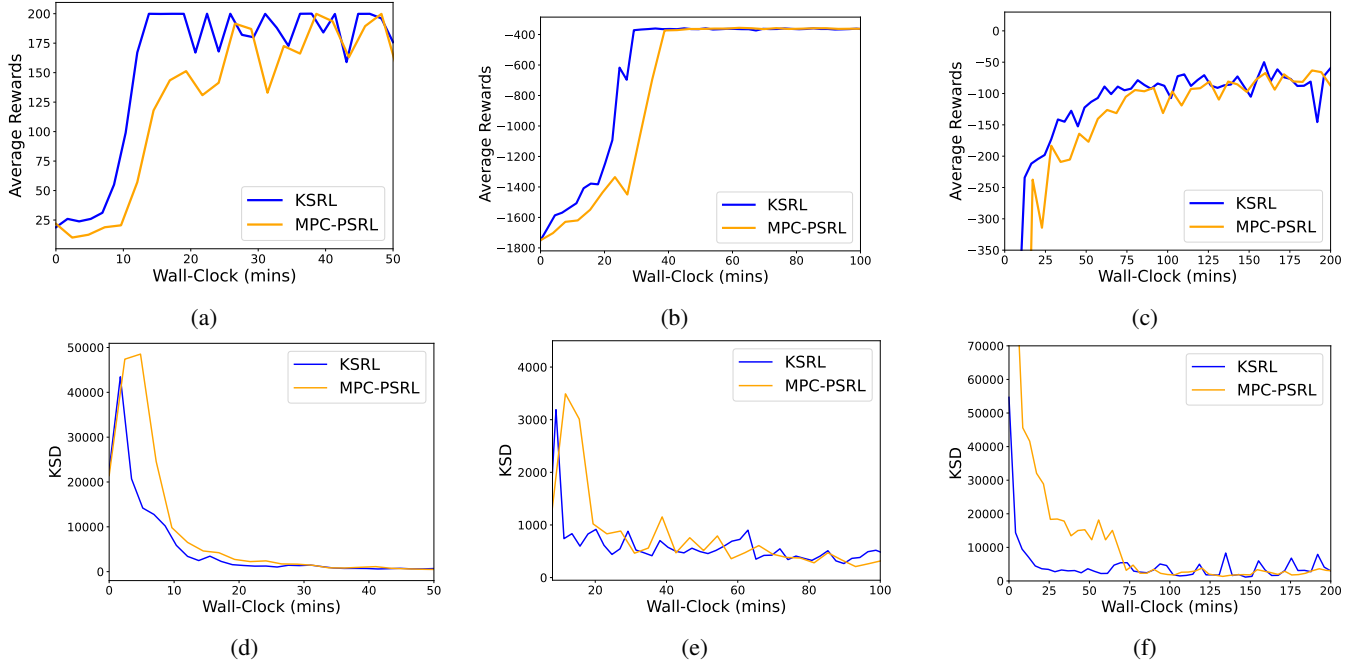 200
175
150
125
100
75
50
25
0
10
20
30
40
50
Average Rewards
Wall-Clock (mins)
KSRL
MPC-PSRL
(a)
−400
−600
−800
−1000
−1200
−1400
−1600
−1800
0
20
40
60
80
100
Average Rewards
Wall-Clock (mins)
KSRL
MPC-PSRL
(b)
0
−50
−100
−150
−200
−250
−300
−350
0
25
50
75
100
125
150
175
200
Average Rewards
Wall-Clock (mins)
KSRL
MPC-PSRL
(c)
50000
40000
30000
20000
10000
0
0
10
20
30
40
50
KSD
Wall-Clock (mins)
KSRL
MPC-PSRL
(d)
4000
3000
2000
1000
0
20
40
60
80
100
KSD
Wall-Clock (mins)
KSRL
MPC-PSRL
(e)
70000
60000
50000
40000
30000
20000
10000
0
0
25
50
75
100
125
150
175
200
KSD
Wall-Clock (mins)
KSRL
MPC-PSRL
(f)